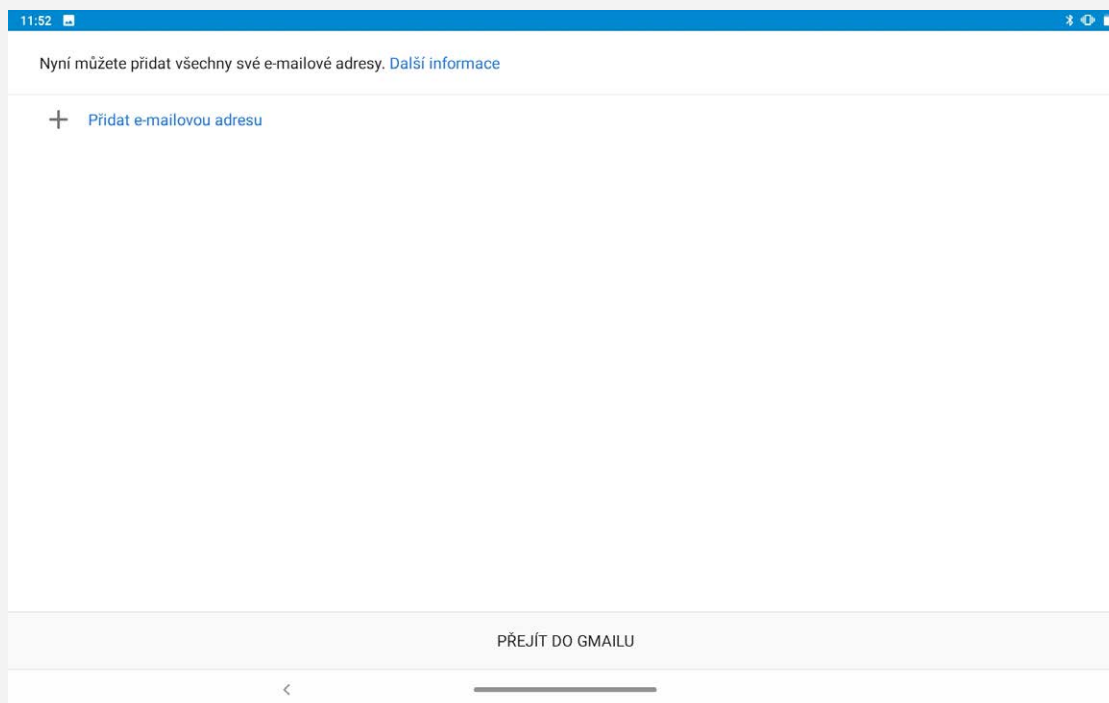 11:52
Nyní můžete přidat všechny své e-mailové adresy. Další informace
Přidat e-mailovou adresu
PŘEJÍT DO GMAILU